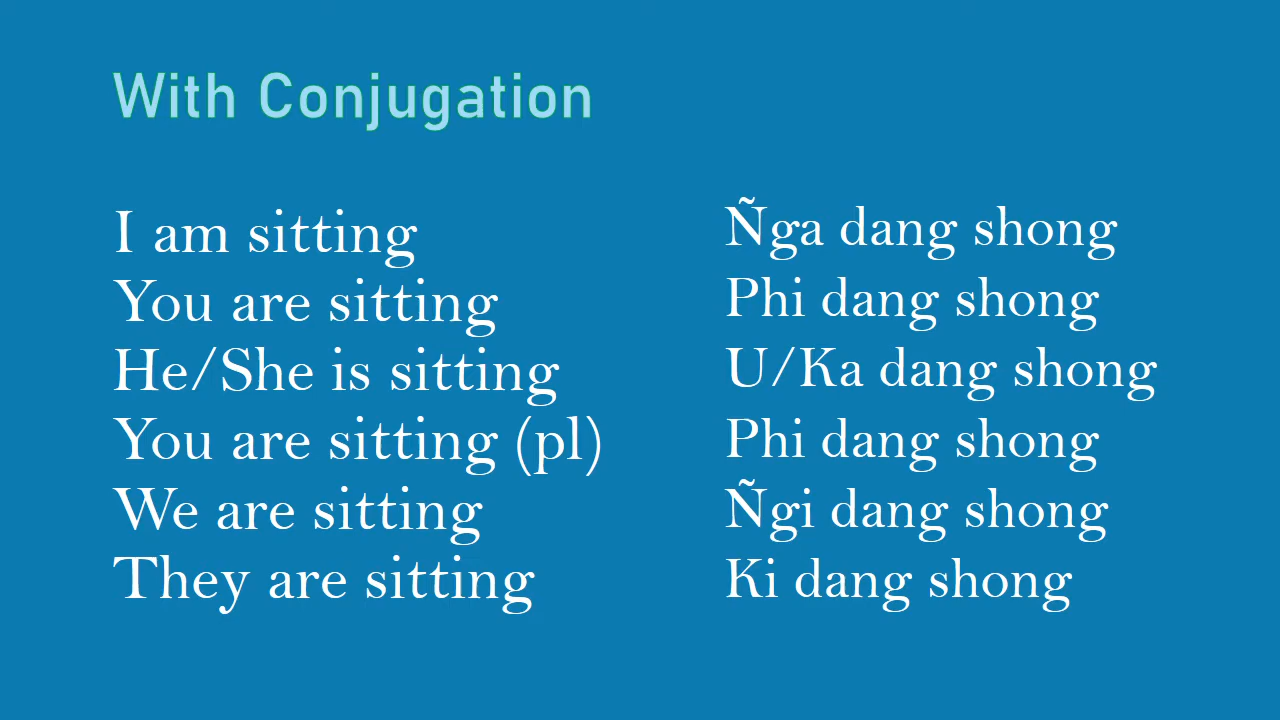 With Conjugation
I am sitting
You are sitting
He/She is sitting
You are sitting (pl)
We are sitting
They are sitting
Ñga dang shong
Phi dang shong
U/Ka dang shong
Phi dang shong
Ñgi dang shong
Ki dang shong